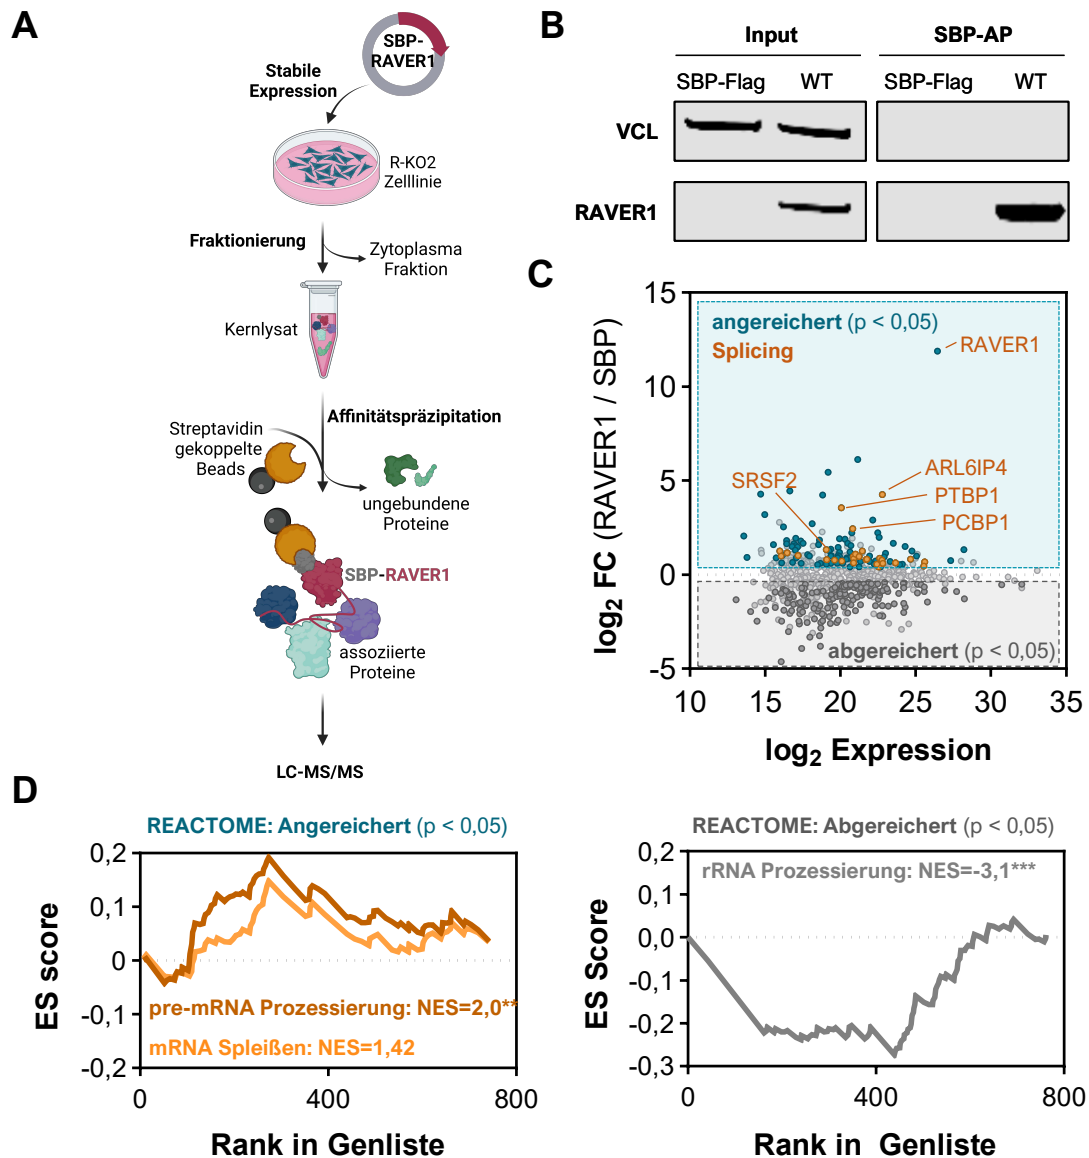 A
SBP-
RAVER1
Stabile
Expression
R-KO2
Zelllinie
Fraktionierung
Zytoplasma
Fraktion
Kernlysat
Affinitätspräzipitation
Streptavidin
gekoppelte
Beads
ungebundene
Proteine
SBP-RAVER1
assoziierte
Proteine
LC-MS/MS
B
Input
SBP-AP
SBP-Flag WT SBP-Flag WT
VCL
RAVER1
C
15
10
5
0
-5
log2 FC (RAVER1 / SBP)
angereichert (p < 0,05)
Splicing
RAVER1
SRSF2
ARL6IP4
PTBP1
PCBP1
abgereichert (p < 0,05)
10 15 20 25 30 35
log2 Expression
D
REACTOME: Angereichert (p < 0,05)
0,2
0,1
0
-0,1
-0,2
ES score
pre-mRNA Prozessierung: NES=2,0**
mRNA Spleißen: NES=1,42
0 400 800
Rank in Genliste
REACTOME: Abgereichert (p < 0,05)
0,2
0,1
0,0
-0,1
-0,2
-0,3
ES Score
rRNA Prozessierung: NES=-3,1***
0 400 800
Rank in Genliste